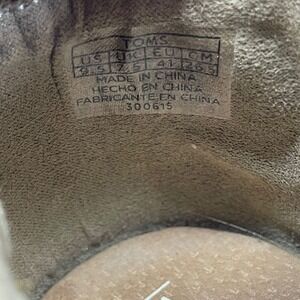 TOMS
US UK EU CM
9.5 7.5 41 26.5
MADE IN CHINA
HECHO EN CHINA
FABRICANTE EN CHINA
300615